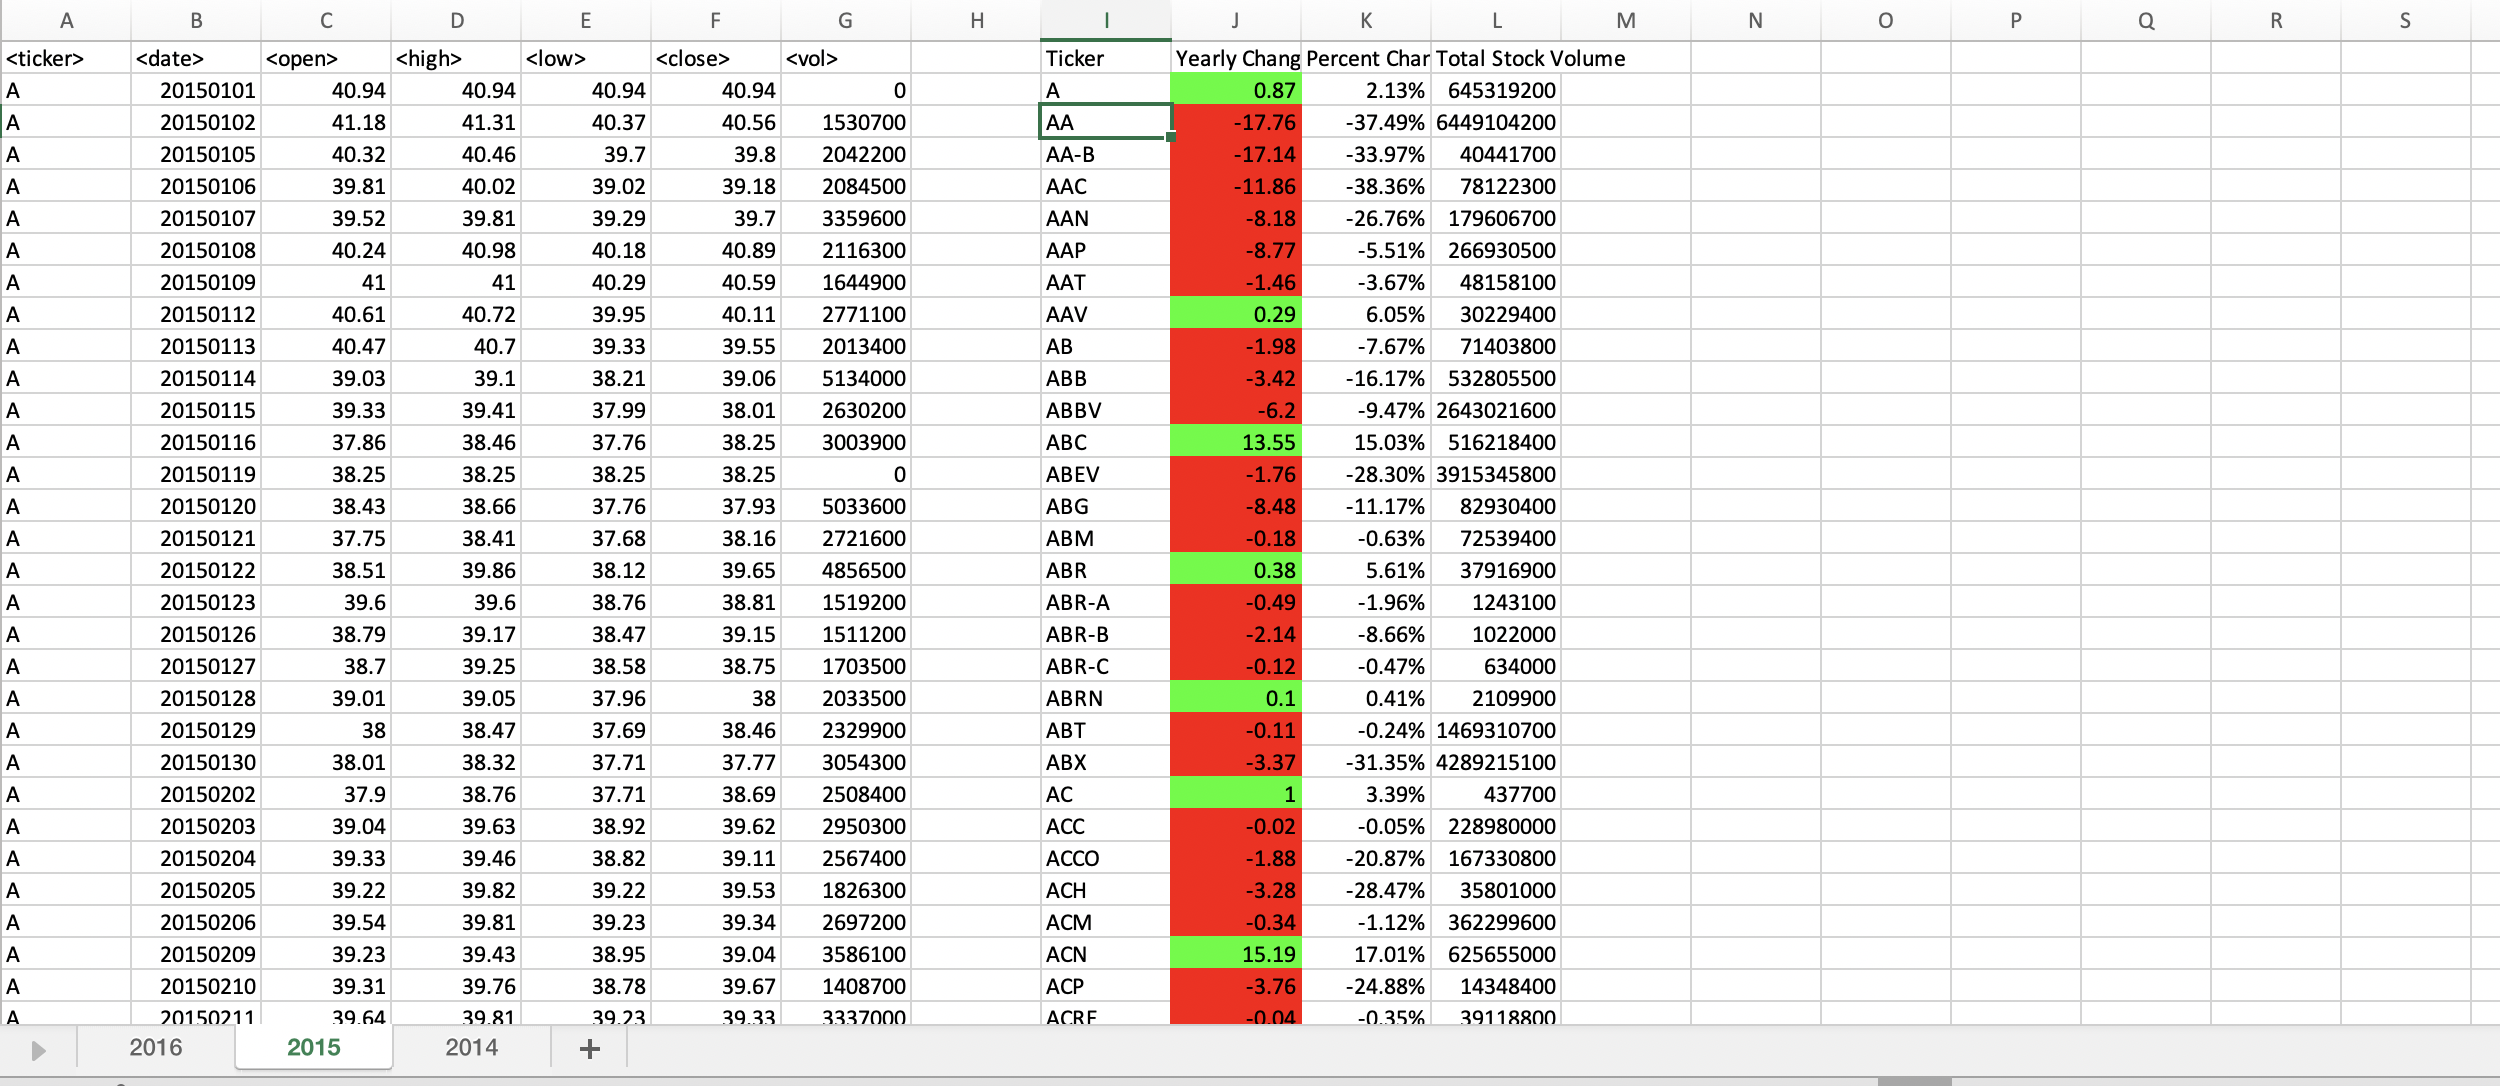 A B C D E F G H I J K L M N O P Q R S
<ticker> <date> <open> <high> <low> <close> <vol> Ticker Yearly Chang Percent Char Total Stock Volume
A 20150101 40.94 40.94 40.94 40.94 0 A 0.87 2.13% 645319200
A 20150102 41.18 41.31 40.37 40.56 1530700 AA -17.76 -37.49% 6449104200
A 20150105 40.32 40.46 39.7 39.8 2042200 AA-B -17.14 -33.97% 40441700
A 20150106 39.81 40.02 39.02 39.18 2084500 AAC -11.86 -38.36% 78122300
A 20150107 39.52 39.81 39.29 39.7 3359600 AAN -8.18 -26.76% 179606700
A 20150108 40.24 40.98 40.18 40.89 2116300 AAP -8.77 -5.51% 266930500
A 20150109 41 41 40.29 40.59 1644900 AAT -1.46 -3.67% 48158100
A 20150112 40.61 40.72 39.95 40.11 2771100 AAV 0.29 6.05% 30229400
A 20150113 40.47 40.7 39.33 39.55 2013400 AB -1.98 -7.67% 71403800
A 20150114 39.03 39.1 38.21 39.06 5134000 ABB -3.42 -16.17% 532805500
A 20150115 39.33 39.41 37.99 38.01 2630200 ABBV -6.2 -9.47% 2643021600
A 20150116 37.86 38.46 37.76 38.25 3003900 ABC 13.55 15.03% 516218400
A 20150119 38.25 38.25 38.25 38.25 0 ABEV -1.76 -28.30% 3915345800
A 20150120 38.43 38.66 37.76 37.93 5033600 ABG -8.48 -11.17% 82930400
A 20150121 37.75 38.41 37.68 38.16 2721600 ABM -0.18 -0.63% 72539400
A 20150122 38.51 39.86 38.12 39.65 4856500 ABR 0.38 5.61% 37916900
A 20150123 39.6 39.6 38.76 38.81 1519200 ABR-A -0.49 -1.96% 1243100
A 20150126 38.79 39.17 38.47 39.15 1511200 ABR-B -2.14 -8.66% 1022000
A 20150127 38.7 39.25 38.58 38.75 1703500 ABR-C -0.12 -0.47% 634000
A 20150128 39.01 39.05 37.96 38 2033500 ABRN 0.1 0.41% 2109900
A 20150129 38 38.47 37.69 38.46 2329900 ABT -0.11 -0.24% 1469310700
A 20150130 38.01 38.32 37.71 37.77 3054300 ABX -3.37 -31.35% 4289215100
A 20150202 37.9 38.76 37.71 38.69 2508400 AC 1 3.39% 437700
A 20150203 39.04 39.63 38.92 39.62 2950300 ACC -0.02 -0.05% 228980000
A 20150204 39.33 39.46 38.82 39.11 2567400 ACCO -1.88 -20.87% 167330800
A 20150205 39.22 39.82 39.22 39.53 1826300 ACH -3.28 -28.47% 35801000
A 20150206 39.54 39.81 39.23 39.34 2697200 ACM -0.34 -1.12% 362299600
A 20150209 39.23 39.43 38.95 39.04 3586100 ACN 15.19 17.01% 625655000
A 20150210 39.31 39.76 38.78 39.67 1408700 ACP -3.76 -24.88% 14348400
A 20150211 39.64 39.81 39.23 39.33 3337000 ACRE -0.04 -0.35% 39118800
2016 2015 2014 +